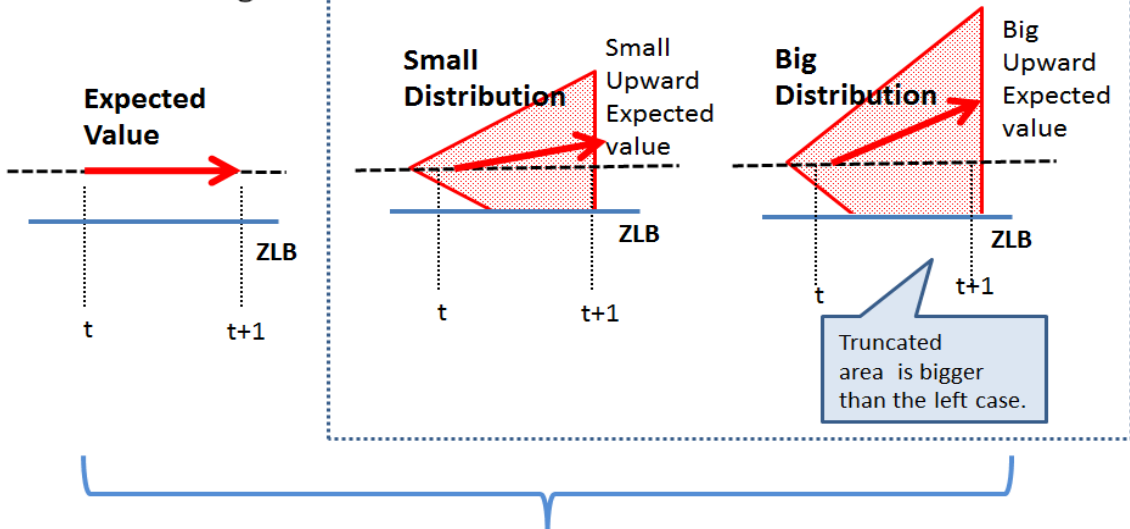 Expected
Value
ZLB
t
t+1
Small
Distribution
Small
Upward
Expected
value
ZLB
t
t+1
Big
Distribution
Big
Upward
Expected
value
ZLB
t
t+1
Truncated
area is bigger
than the left case.